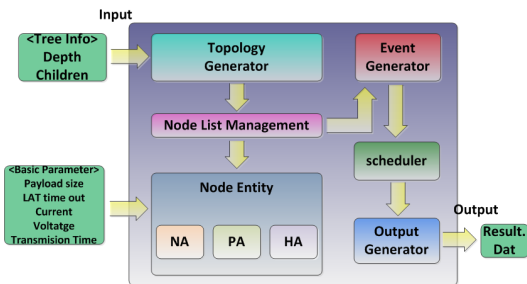 Input
<Tree Info>
Depth
Children
Topology
Generator
Event
Generator
Node List Management
scheduler
<Basic Parameter>
Payload size
LAT time out
Current
Voltatge
Transmision Time
Node Entity
NA
PA
HA
Output
Generator
Output
Result.
Dat